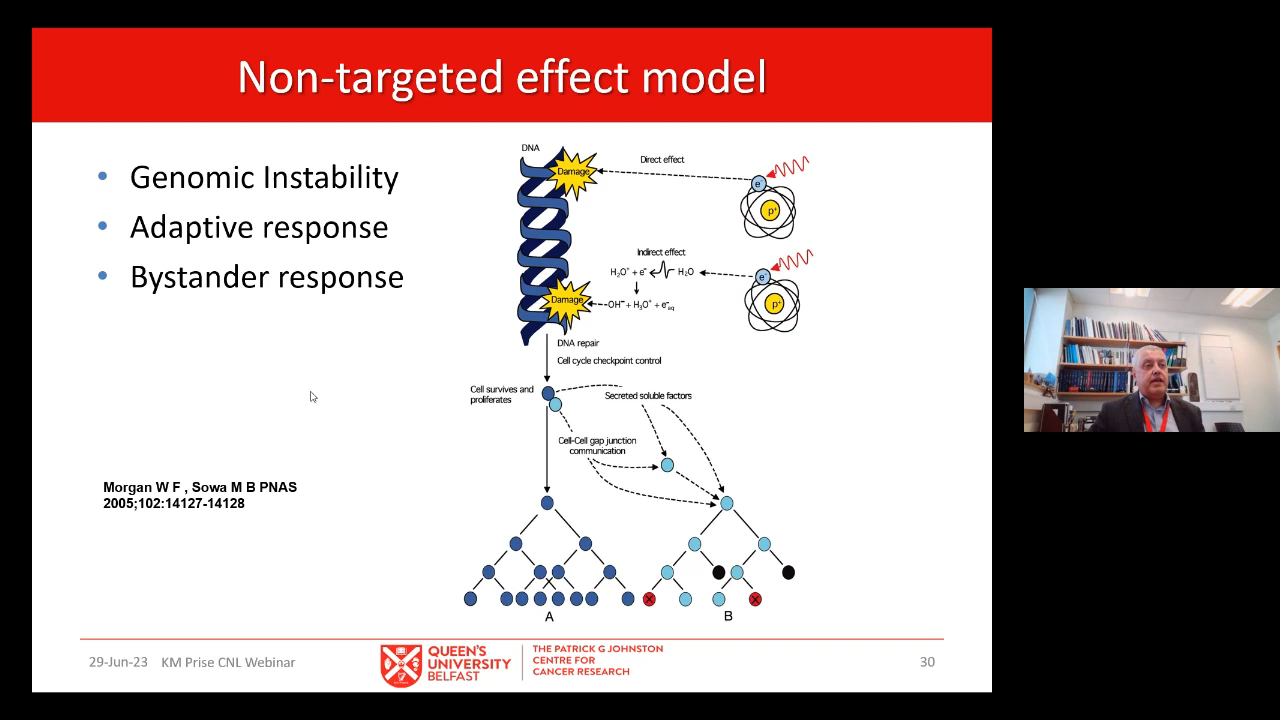 Non-targeted effect model
• Genomic Instability
• Adaptive response
• Bystander response
Morgan W F , Sowa M B PNAS
2005;102:14127-14128
DNA
Damage
Direct effect
e⁻
p⁺
Indirect effect
H₂O⁺ + e⁻
H₂O
e⁻
p⁺
Damage
OH⁻ + H₃O⁺ + e⁻aq
DNA repair
Cell cycle checkpoint control
Cell survives and
proliferates
Secreted soluble factors
Cell-Cell gap junction
communication
X
X
A
B
29-Jun-23
KM Prise CNL Webinar
QUEEN'S
UNIVERSITY
BELFAST
THE PATRICK G JOHNSTON
CENTRE FOR
CANCER RESEARCH
30